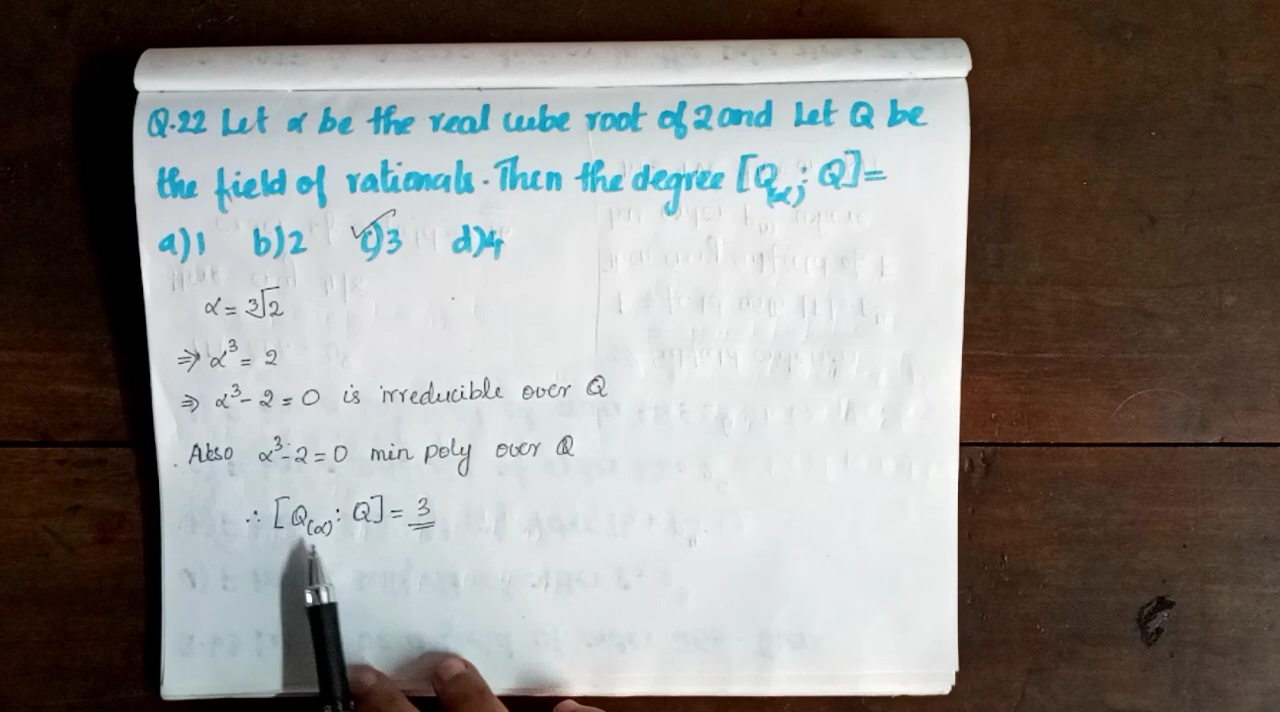 Q.22 Let α be the real cube root of 2 and Let Q be
the field of rationals. Then the degree [Q(α) : Q]=
a)1 b)2 c)3 d)4
α = ∛2
⇒ α³ = 2
⇒ α³ - 2 = 0 is irreducible over Q
. Also α³ - 2 = 0 min poly over Q
∴ [Q(α) : Q] = 3